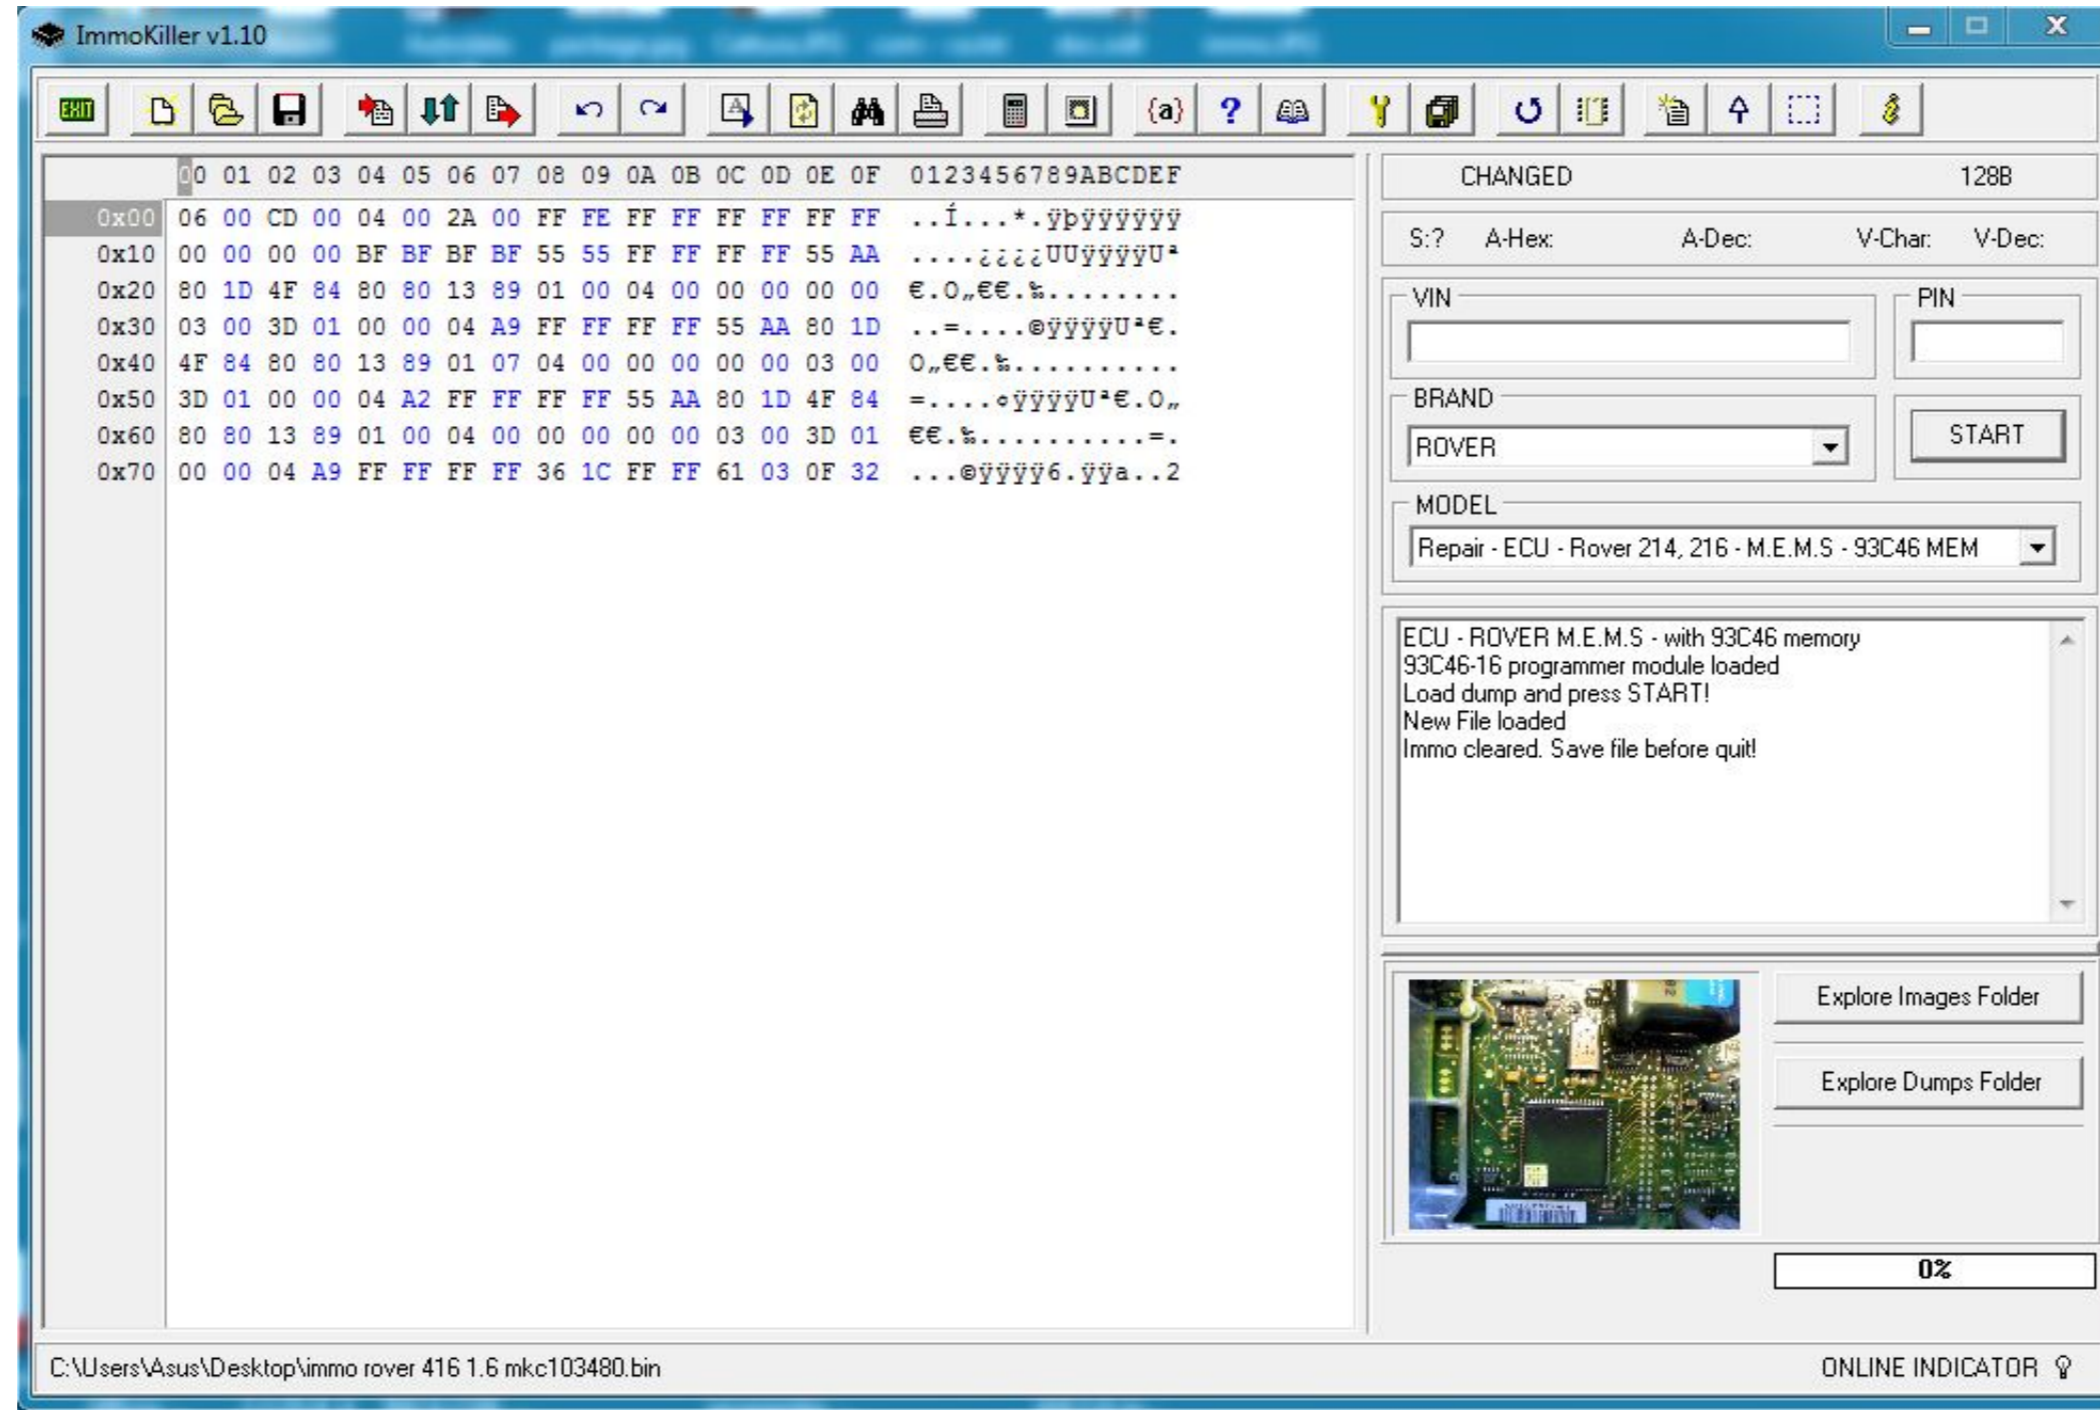 ImmoKiller v1.10
EXIT
A {a} ?
00 01 02 03 04 05 06 07 08 09 0A 0B 0C 0D 0E 0F 0123456789ABCDEF
0x00 06 00 CD 00 04 00 2A 00 FF FE FF FF FF FF FF FF ..Í...*.ÿþÿÿÿÿÿÿ
0x10 00 00 00 00 BF BF BF BF 55 55 FF FF FF FF 55 AA ....¿¿¿¿UUÿÿÿÿUª
0x20 80 1D 4F 84 80 80 13 89 01 00 04 00 00 00 00 00 €.O„€€.‰........
0x30 03 00 3D 01 00 00 04 A9 FF FF FF FF 55 AA 80 1D ..=....©ÿÿÿÿUª€.
0x40 4F 84 80 80 13 89 01 07 04 00 00 00 00 00 03 00 O„€€.‰..........
0x50 3D 01 00 00 04 A2 FF FF FF FF 55 AA 80 1D 4F 84 =....¢ÿÿÿÿUª€.O„
0x60 80 80 13 89 01 00 04 00 00 00 00 00 03 00 3D 01 €€.‰..........=.
0x70 00 00 04 A9 FF FF FF FF 36 1C FF FF 61 03 0F 32 ...©ÿÿÿÿ6.ÿÿa..2
CHANGED 128B
S:? A-Hex: A-Dec: V-Char: V-Dec:
VIN PIN
BRAND
ROVER START
MODEL
Repair - ECU - Rover 214, 216 - M.E.M.S - 93C46 MEM
ECU - ROVER M.E.M.S - with 93C46 memory
93C46-16 programmer module loaded
Load dump and press START!
New File loaded
Immo cleared. Save file before quit!
Explore Images Folder
Explore Dumps Folder
0%
C:\Users\Asus\Desktop\immo rover 416 1.6 mkc103480.bin ONLINE INDICATOR